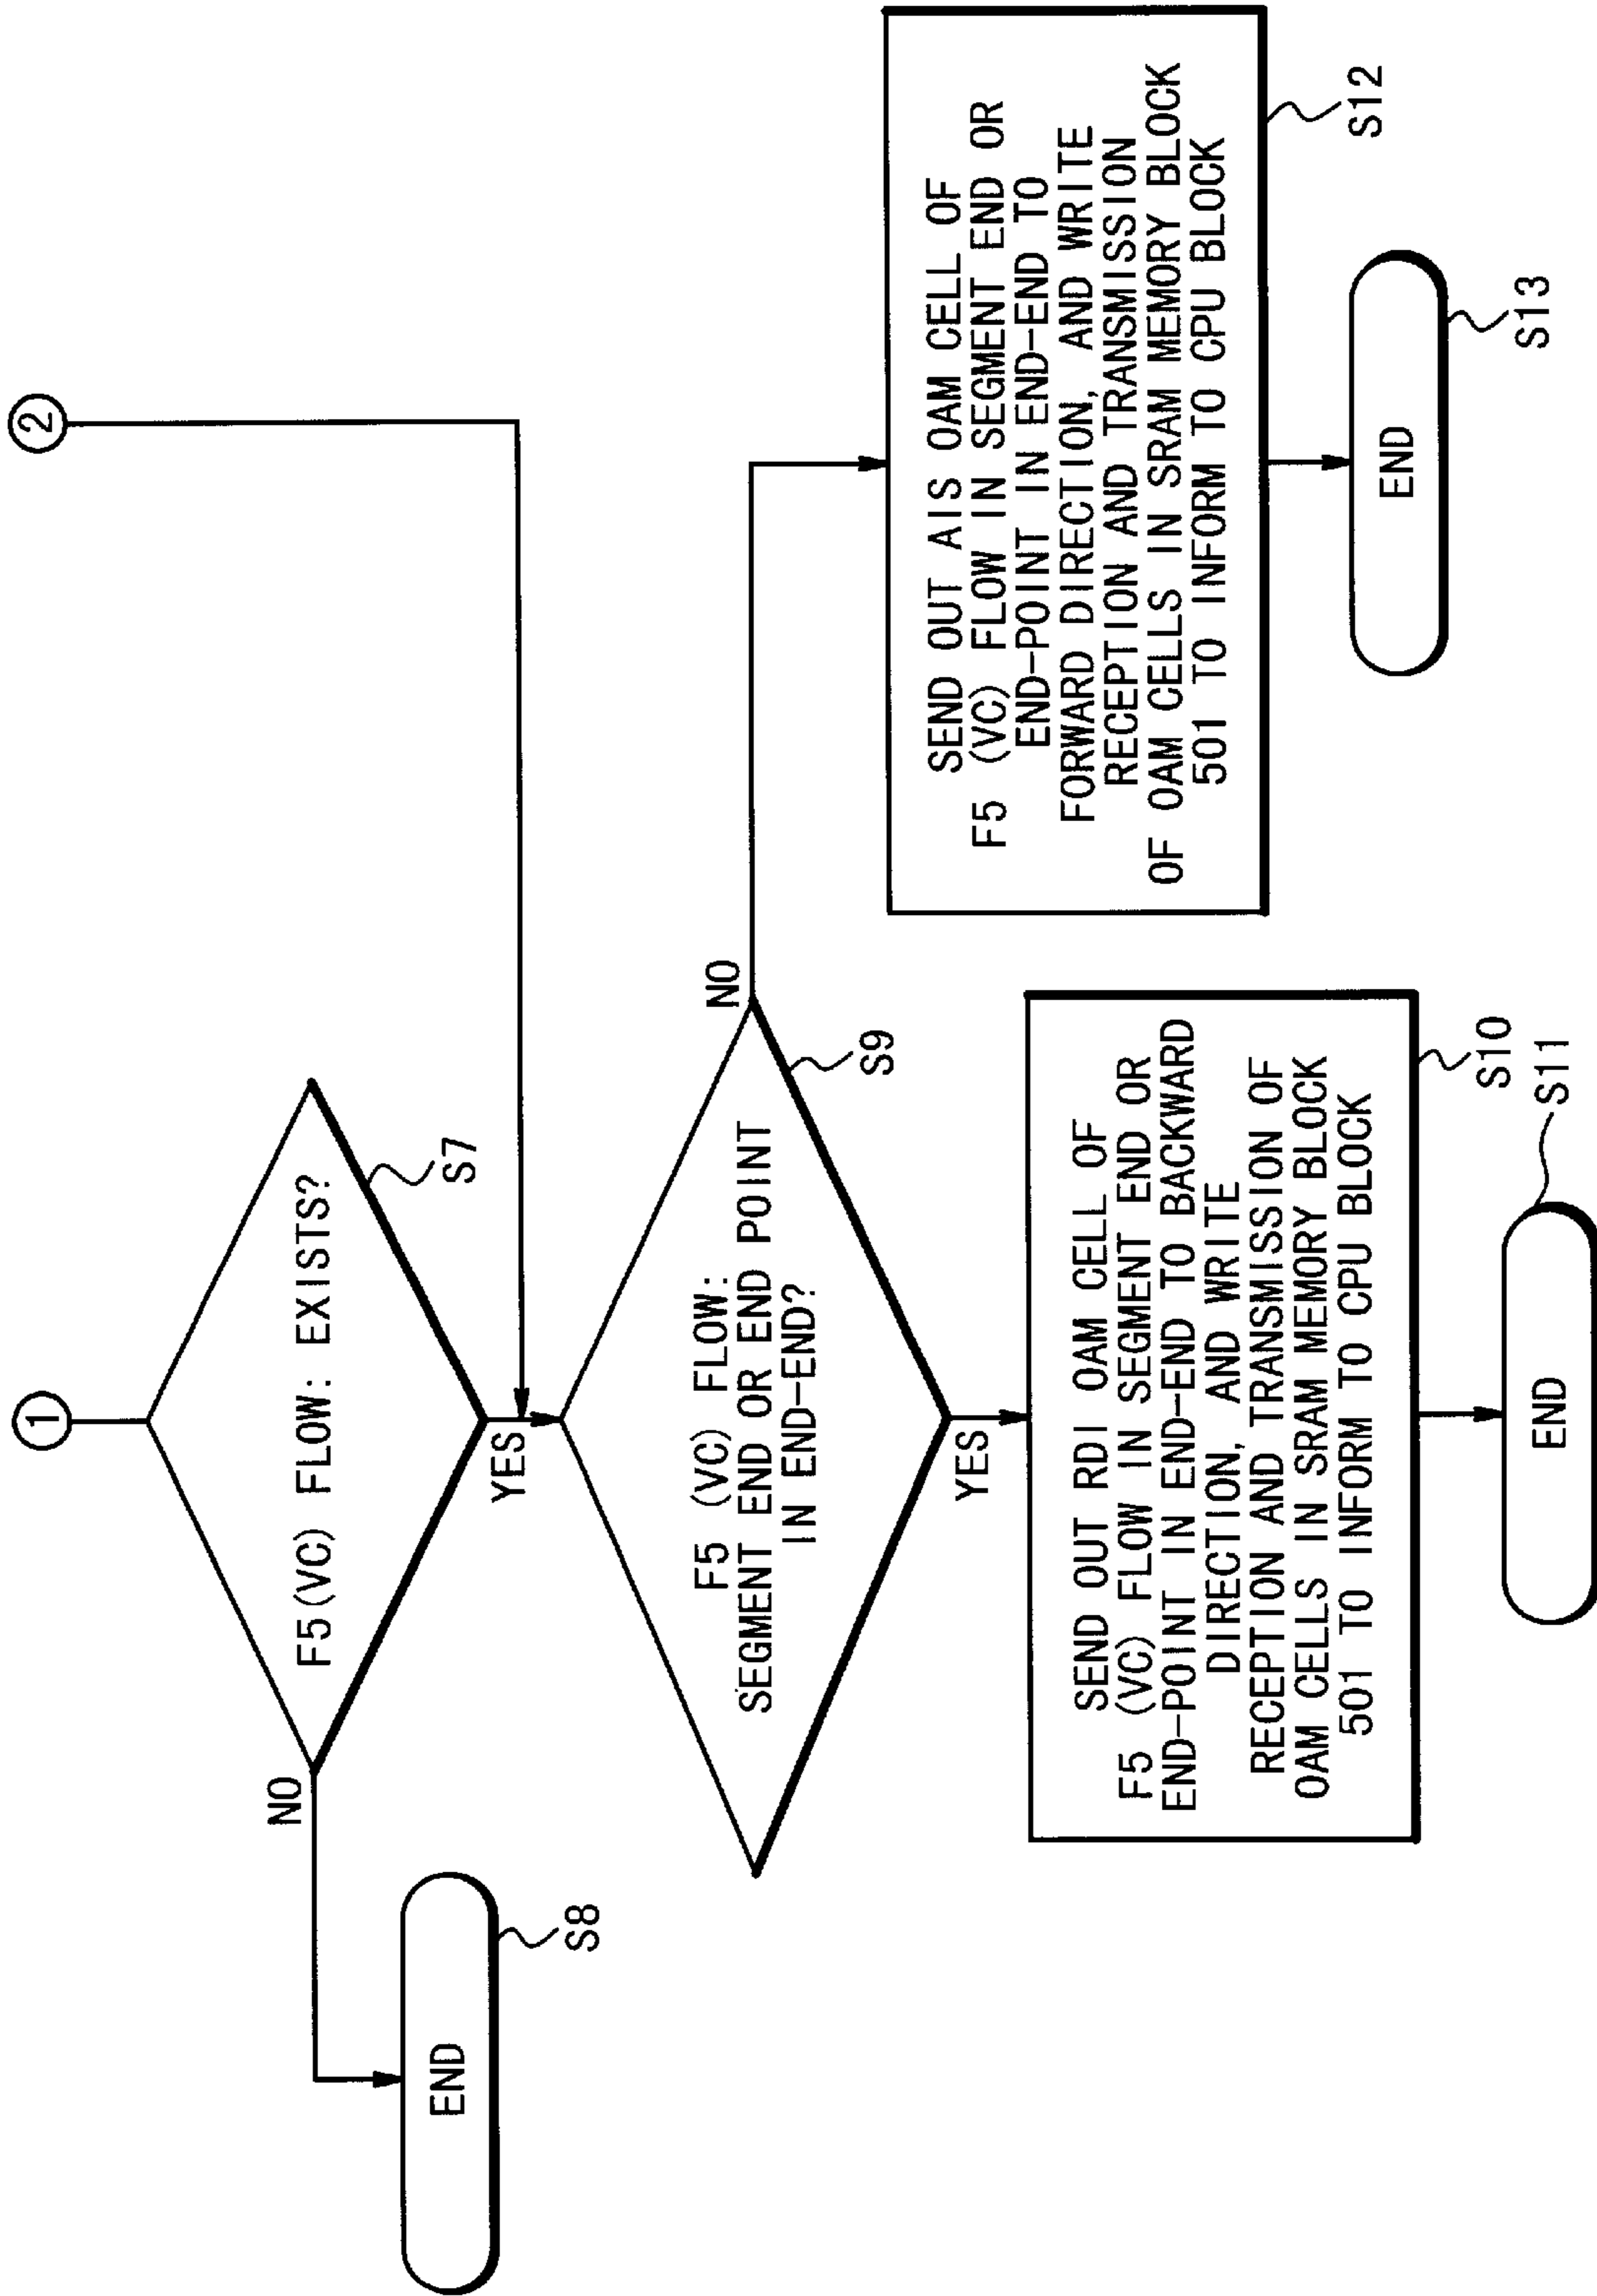 1
2
F5(VC) FLOW: EXISTS?
S7
NO
END
S8
YES
F5 (VC) FLOW:
SEGMENT END OR END POINT
IN END-END?
S9
NO
YES
SEND OUT RDI OAM CELL OF
F5 (VC) FLOW IN SEGMENT END OR
END-POINT IN END-END TO BACKWARD
DIRECTION, AND WRITE
RECEPTION AND TRANSMISSION OF
OAM CELLS IN SRAM MEMORY BLOCK
501 TO INFORM TO CPU BLOCK
S10
END
S11
SEND OUT AIS OAM CELL OF
F5 (VC) FLOW IN SEGMENT END OR
END-POINT IN END-END TO
FORWARD DIRECTION, AND WRITE
RECEPTION AND TRANSMISSION
OF OAM CELLS IN SRAM MEMORY BLOCK
501 TO INFORM TO CPU BLOCK
S12
END
S13